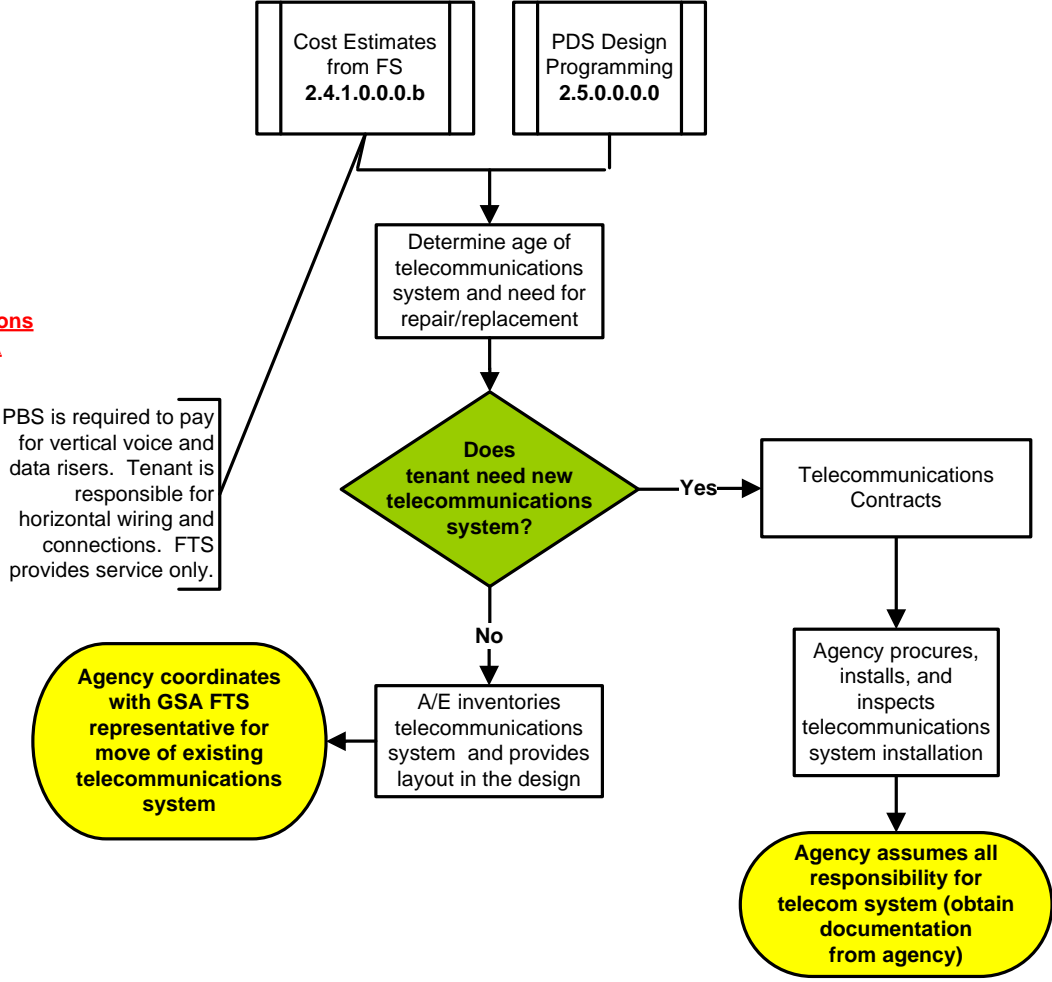 Cost Estimates
from FS
2.4.1.0.0.0.b
PDS Design
Programming
2.5.0.0.0.0
Determine age of
telecommunications
system and need for
repair/replacement
PBS is required to pay
for vertical voice and
data risers. Tenant is
responsible for
horizontal wiring and
connections. FTS
provides service only.
Does
tenant need new
telecommunications
system?
Yes
Telecommunications
Contracts
No
Agency coordinates
with GSA FTS
representative for
move of existing
telecommunications
system
A/E inventories
telecommunications
system and provides
layout in the design
Agency procures,
installs, and
inspects
telecommunications
system installation
Agency assumes all
responsibility for
telecom system (obtain
documentation
from agency)